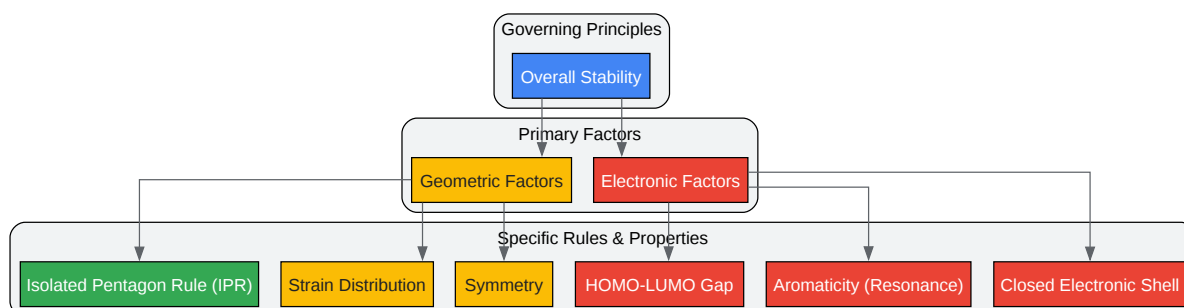 Governing Principles
Overall Stability
Primary Factors
Geometric Factors
Electronic Factors
Specific Rules & Properties
Isolated Pentagon Rule (IPR)
Strain Distribution
Symmetry
HOMO-LUMO Gap
Aromaticity (Resonance)
Closed Electronic Shell